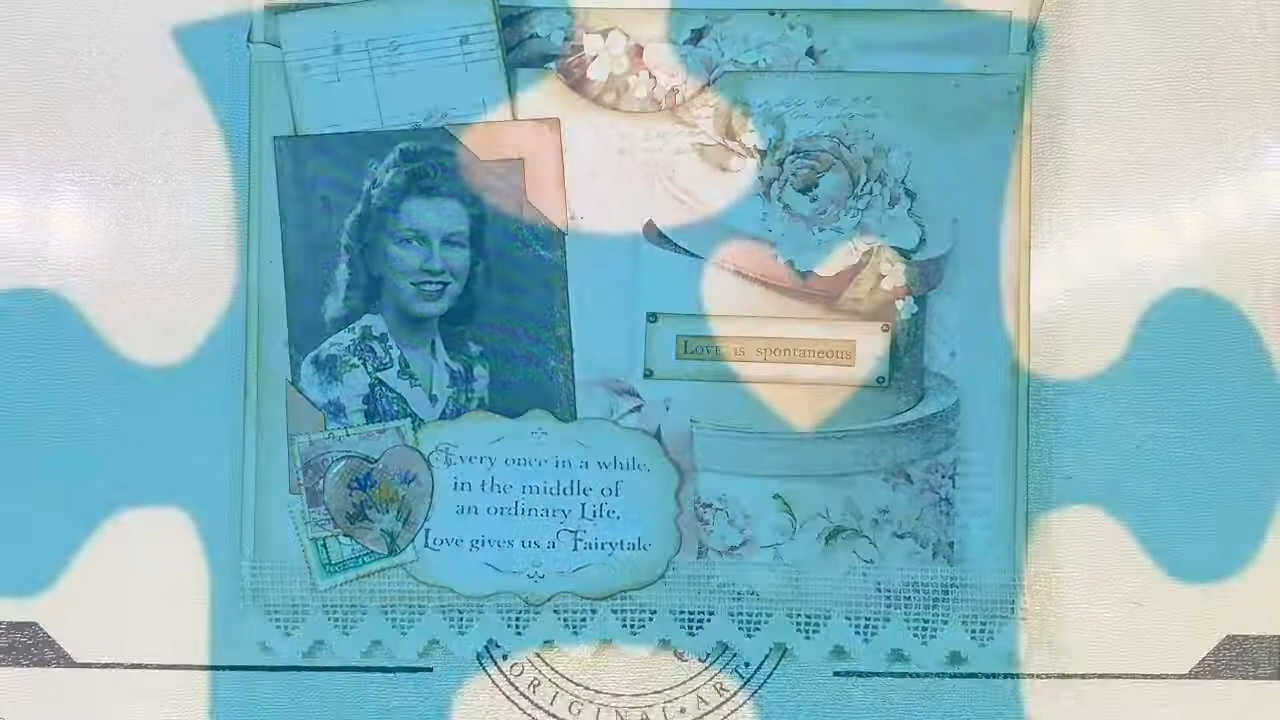 Love is spontaneous
Every once in a while,
in the middle of
an ordinary Life,
Love gives us a Fairytale
• ORIGINAL • ART •